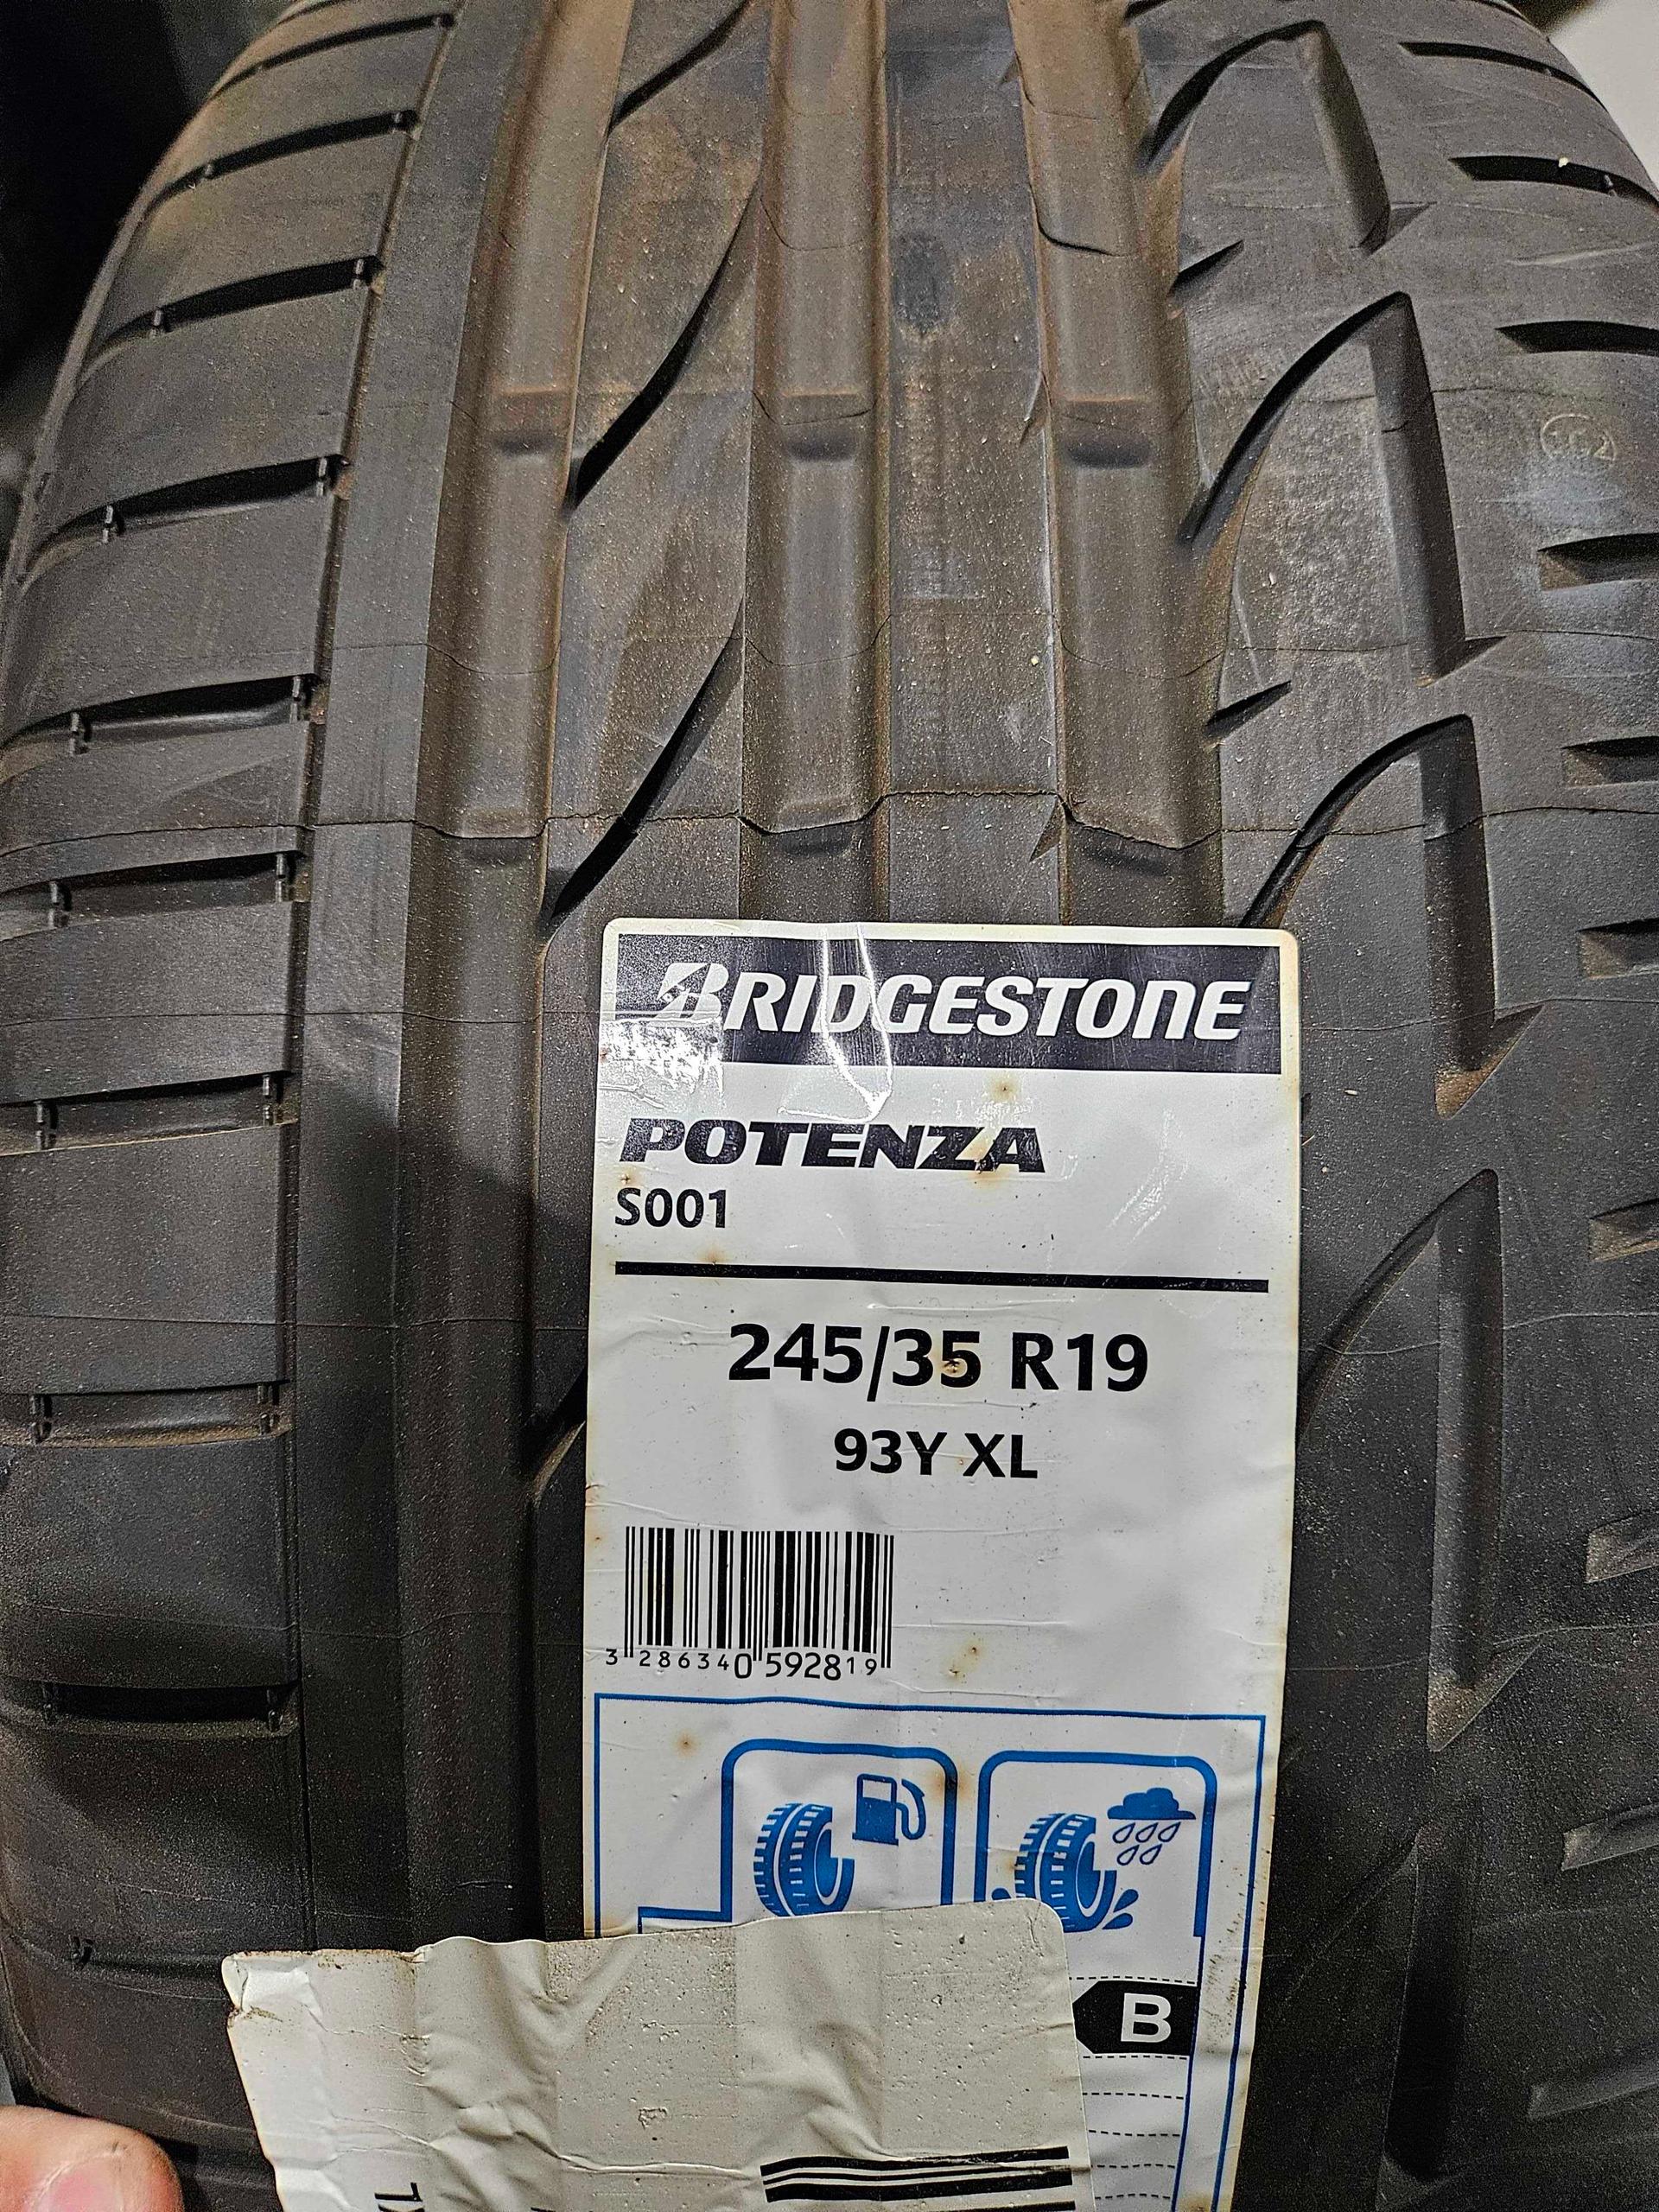 BRIDGESTONE
POTENZA
S001
245/35 R19
93Y XL
3 286340 592819
B